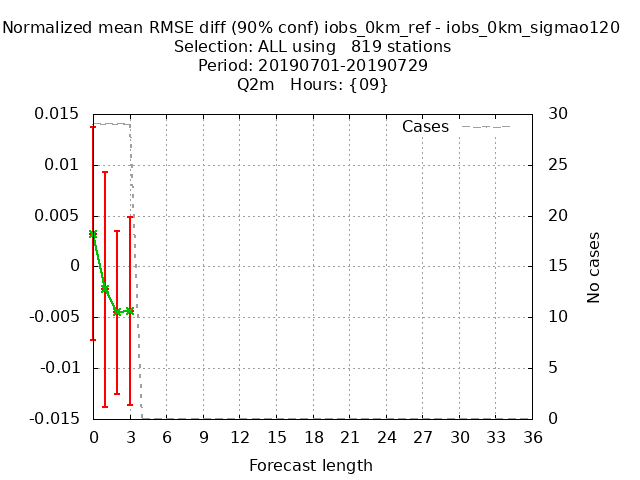 Normalized mean RMSE diff (90% conf) iobs_0km_ref - iobs_0km_sigmao120
Selection: ALL using   819 stations
Period: 20190701-20190729
Q2m   Hours: {09}
Cases
0.015
0.01
0.005
0
-0.005
-0.01
-0.015
30
25
20
15
10
5
0
No cases
0 3 6 9 12 15 18 21 24 27 30 33 36
Forecast length